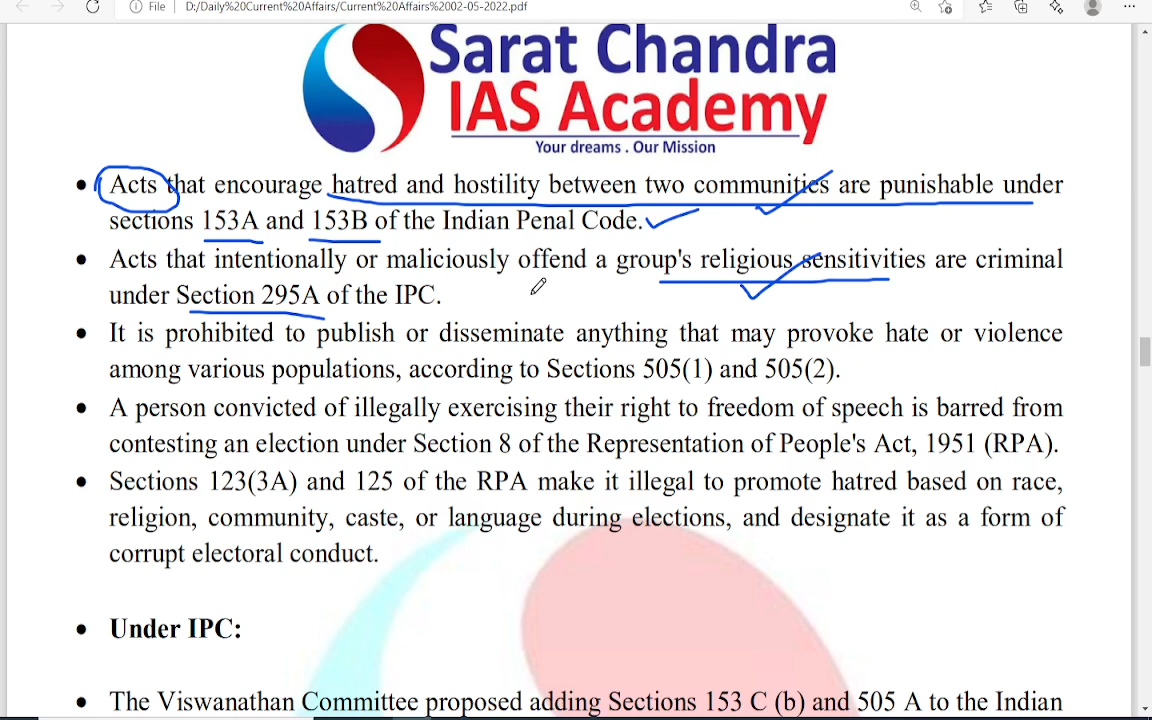 File
D:/Daily%20Current%20Affairs/Current%20Affairs%2002-05-2022.pdf
Sarat Chandra
IAS Academy
Your dreams . Our Mission
• Acts that encourage hatred and hostility between two communities are punishable under
sections 153A and 153B of the Indian Penal Code.
• Acts that intentionally or maliciously offend a group's religious sensitivities are criminal
under Section 295A of the IPC.
• It is prohibited to publish or disseminate anything that may provoke hate or violence
among various populations, according to Sections 505(1) and 505(2).
• A person convicted of illegally exercising their right to freedom of speech is barred from
contesting an election under Section 8 of the Representation of People's Act, 1951 (RPA).
• Sections 123(3A) and 125 of the RPA make it illegal to promote hatred based on race,
religion, community, caste, or language during elections, and designate it as a form of
corrupt electoral conduct.
• Under IPC:
• The Viswanathan Committee proposed adding Sections 153 C (b) and 505 A to the Indian